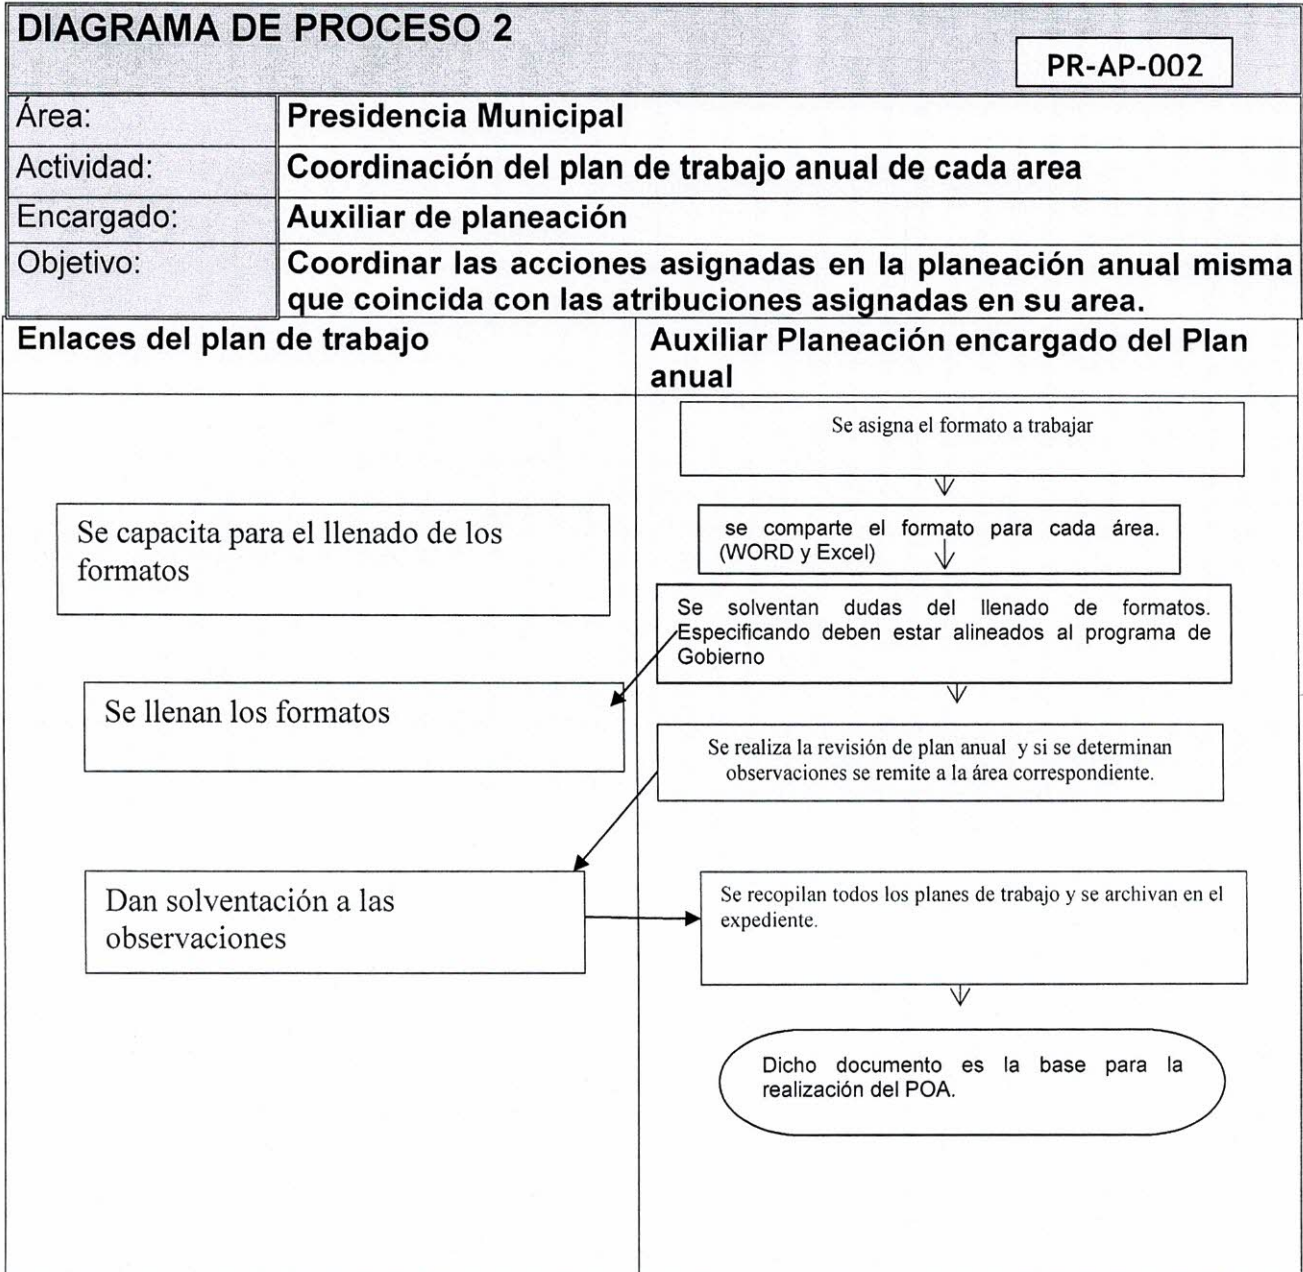 DIAGRAMA DE PROCESO 2
PR-AP-002
Área:
Presidencia Municipal
Actividad:
Coordinación del plan de trabajo anual de cada area
Encargado:
Auxiliar de planeación
Objetivo:
Coordinar las acciones asignadas en la planeación anual misma
que coincida con las atribuciones asignadas en su area.
Enlaces del plan de trabajo
Auxiliar Planeación encargado del Plan
anual
Se asigna el formato a trabajar
Se capacita para el llenado de los
formatos
se comparte el formato para cada área.
(WORD y Excel)
Se solventan dudas del llenado de formatos.
Especificando deben estar alineados al programa de
Gobierno
Se llenan los formatos
Se realiza la revisión de plan anual y si se determinan
observaciones se remite a la área correspondiente.
Dan solventación a las
observaciones
Se recopilan todos los planes de trabajo y se archivan en el
expediente.
Dicho documento es la base para la
realización del POA.